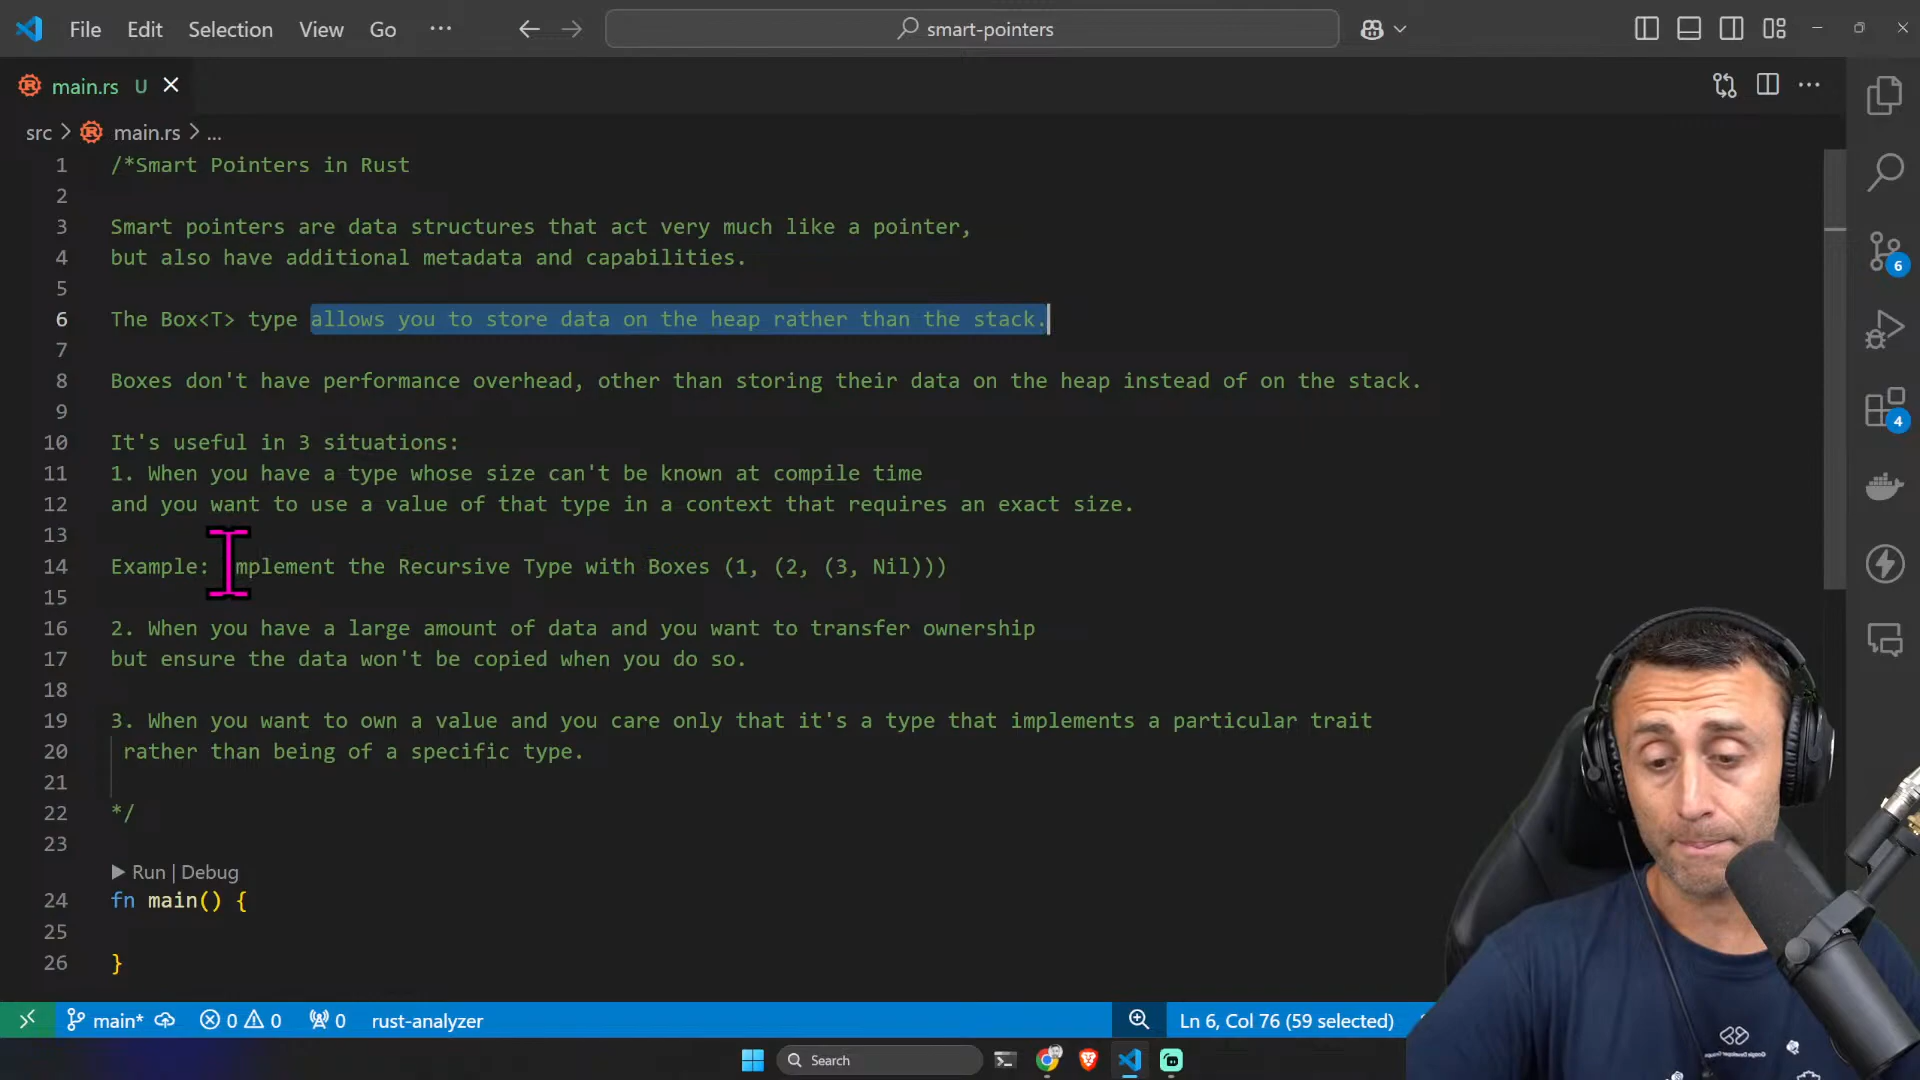 File Edit Selection View Go ...
smart-pointers
main.rs U
src > main.rs > ...
1 /*Smart Pointers in Rust
2
3 Smart pointers are data structures that act very much like a pointer,
4 but also have additional metadata and capabilities.
5
6 The Box<T> type allows you to store data on the heap rather than the stack.
7
8 Boxes don't have performance overhead, other than storing their data on the heap instead of on the stack.
9
10 It's useful in 3 situations:
11 1. When you have a type whose size can't be known at compile time
12 and you want to use a value of that type in a context that requires an exact size.
13
14 Example: Implement the Recursive Type with Boxes (1, (2, (3, Nil)))
15
16 2. When you have a large amount of data and you want to transfer ownership
17 but ensure the data won't be copied when you do so.
18
19 3. When you want to own a value and you care only that it's a type that implements a particular trait
20 rather than being of a specific type.
21
22 */
23
Run | Debug
24 fn main() {
25
26 }
6
4
main* 0 0 0 rust-analyzer
Ln 6, Col 76 (59 selected)
Search